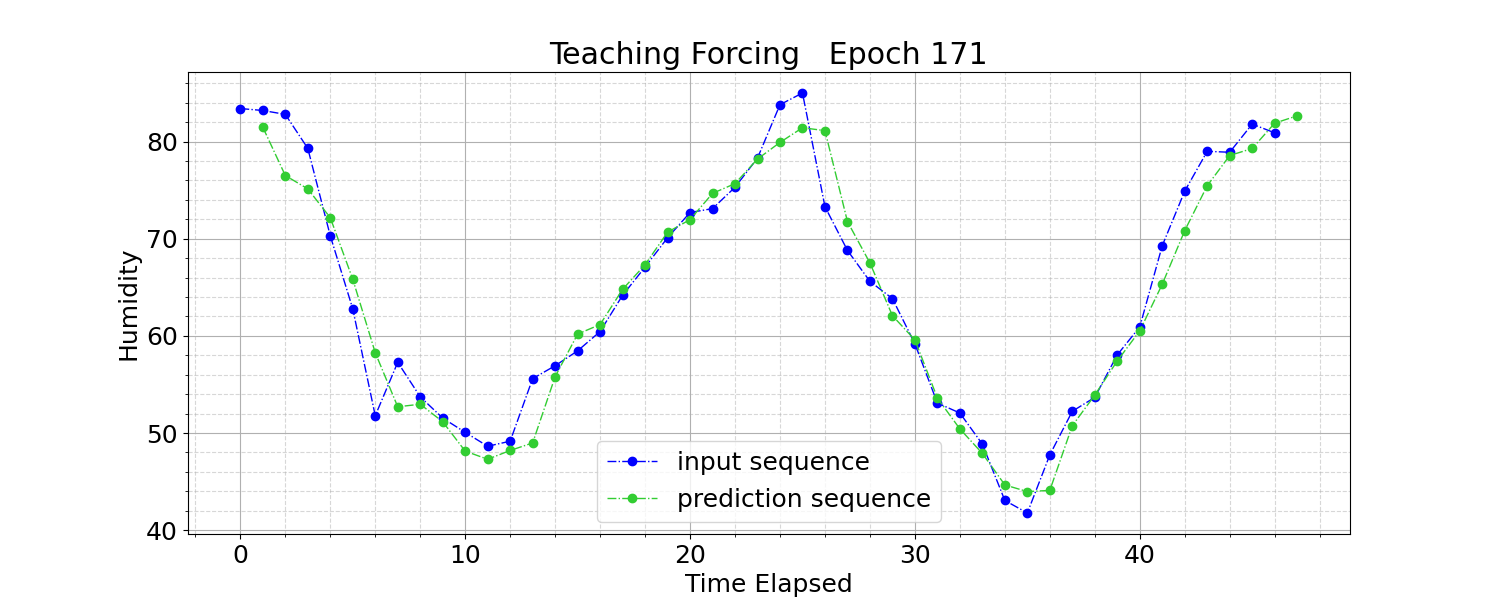 Teaching Forcing   Epoch 171
80
70
60
50
40
Humidity
input sequence
prediction sequence
0 10 20 30 40
Time Elapsed